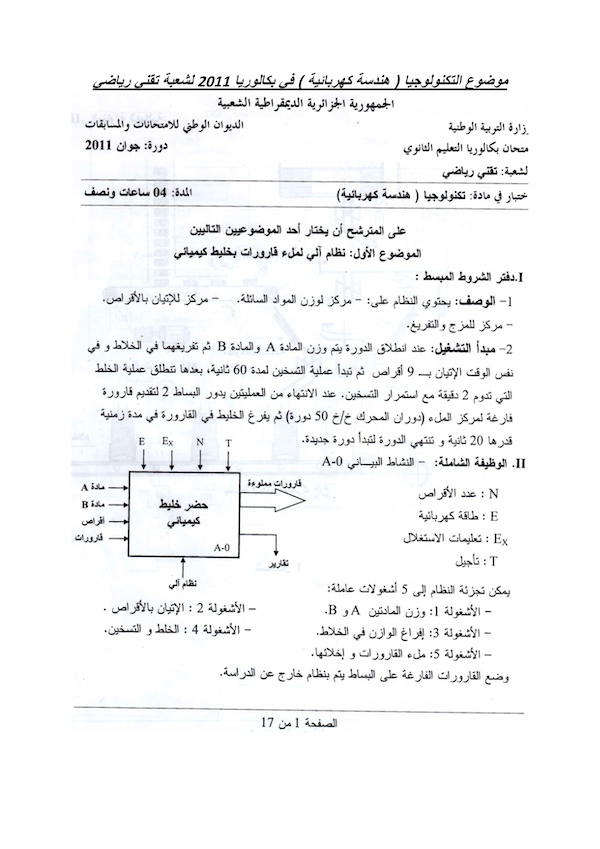 موضوع التكنولوجيا ( هندسة كهربائية ) في بكالوريا 2011 لشعبة تقني رياضي
الجمهورية الجزائرية الديمقراطية الشعبية
زارة التربية الوطنية
الديوان الوطني للامتحانات والمسابقات
متحان بكالوريا التعليم الثانوي
دورة: جوان 2011
لشعبة: تقني رياضي
ختبار في مادة: تكنولوجيا ( هندسة كهربائية)
المدة: 04 ساعات ونصف
على المترشح أن يختار أحد الموضوعيين التاليين
الموضوع الأول: نظام آلي لملء قارورات بخليط كيميائي
I.دفتر الشروط المبسط :
1- الوصف: يحتوي النظام على: - مركز لوزن المواد السائلة. - مركز للإتيان بالأقراص.
- مركز للمزج والتفريغ.
2- مبدأ التشغيل: عند انطلاق الدورة يتم وزن المادة A والمادة B ثم تفريغهما في الخلاط و في
نفس الوقت الإتيان بـــ 9 أقراص ثم تبدأ عملية التسخين لمدة 60 ثانية، بعدها تنطلق عملية الخلط
التي تدوم 2 دقيقة مع استمرار التسخين. عند الانتهاء من العمليتين يدور البساط 2 لتقديم قارورة
فارغة لمركز الملء (دوران المحرك خ/خ 50 دورة) ثم يفرغ الخليط في القارورة في مدة زمنية
قدرها 20 ثانية و تنتهي الدورة لتبدأ دورة جديدة.
II. الوظيفة الشاملة: - النشاط البيـــاني A-0
E EX N T
مادة A
مادة B
أقراص
قارورات
حضر خليط
كيميائي
A-0
قارورات مملوءة
تقارير
نظام آلي
N : عدد الأقراص
E : طاقة كهربائية
EX : تعليمات الاستغلال
T : تأجيل
يمكن تجزئة النظام إلى 5 أشغولات عاملة:
- الأشغولة 1: وزن المادتين A و B.
- الأشغولة 2 : الإتيان بالأقراص .
- الأشغولة 3: إفراغ الوازن في الخلاط.
- الأشغولة 4 : الخلط و التسخين.
- الأشغولة 5: ملء القارورات و إخلائها.
وضع القارورات الفارغة على البساط يتم بنظام خارج عن الدراسة.
الصفحة 1 من 17